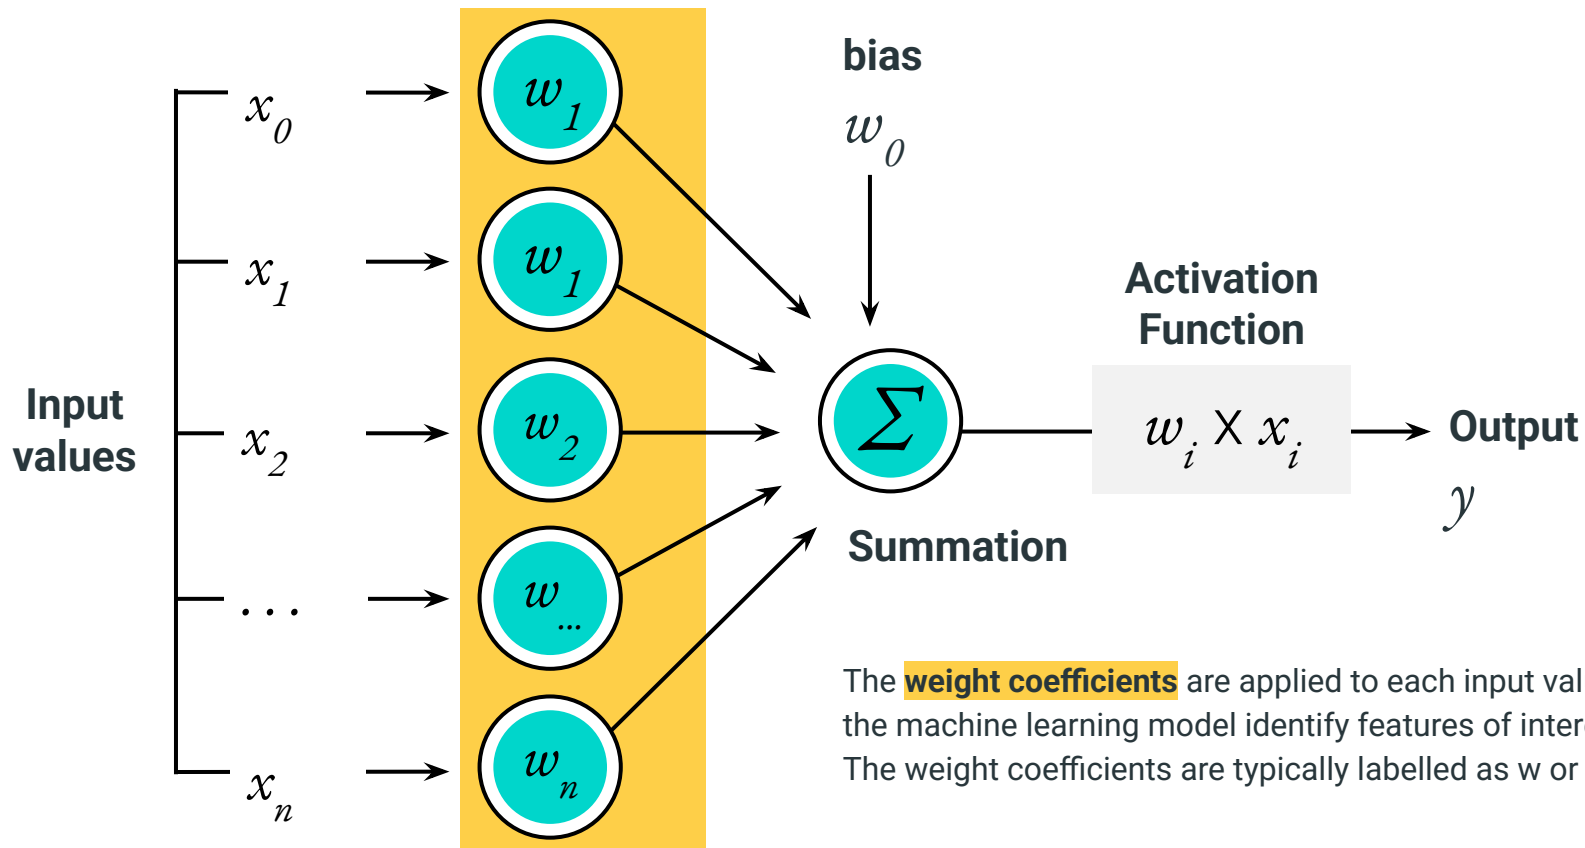 x0
w1
bias
w0
x1
w1
Activation
Function
Input
values
x2
w2
Σ
wi X xi
Output
y
Summation
...
w...
xn
wn
The weight coefficients are applied to each input val
the machine learning model identify features of inter
The weight coefficients are typically labelled as w or